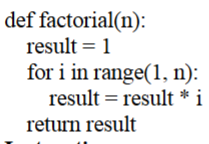 def factorial(n):
    result = 1
    for i in range(1, n):
        result = result * i
    return result